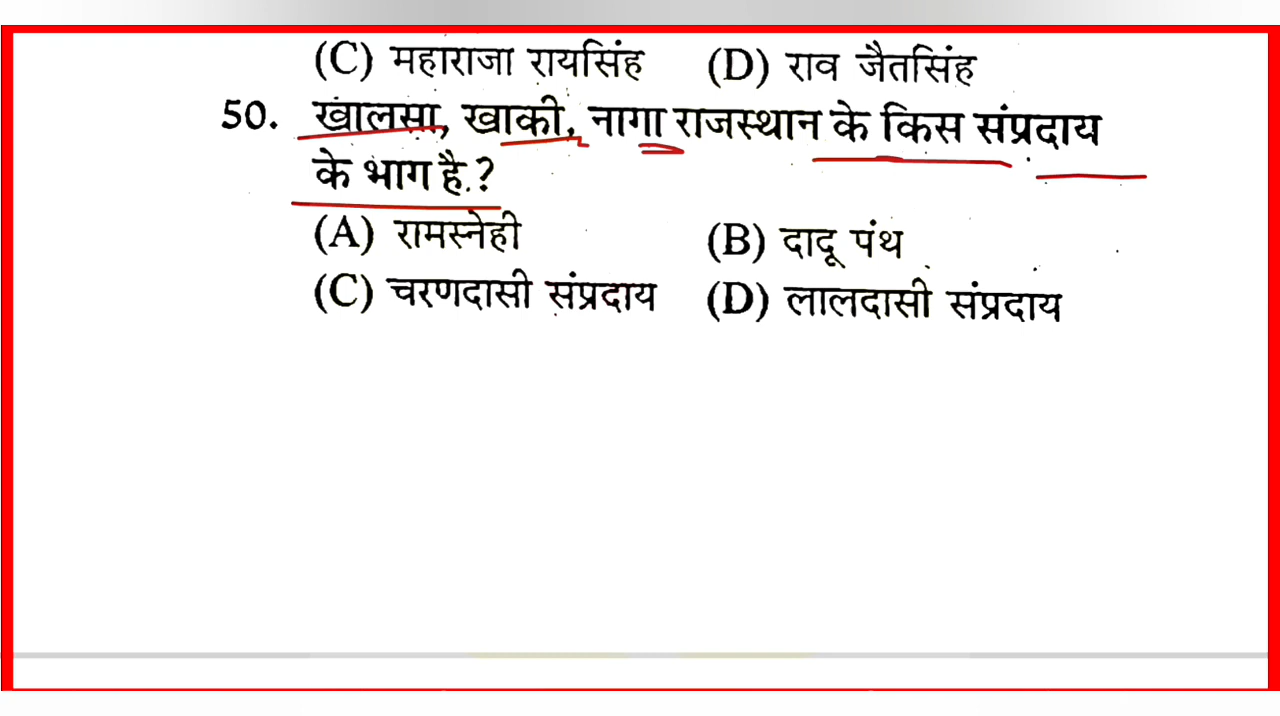 (C) महाराजा रायसिंह (D) राव जैतसिंह
50. खालसा, खाकी, नागा राजस्थान के किस संप्रदाय
के भाग है ?
(A) रामस्नेही (B) दादू पंथ
(C) चरणदासी संप्रदाय (D) लालदासी संप्रदाय